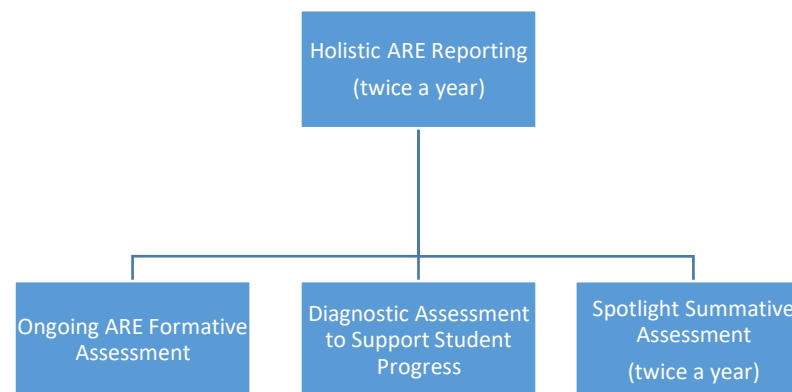 Holistic ARE Reporting
(twice a year)
Ongoing ARE Formative
Assessment
Diagnostic Assessment
to Support Student
Progress
Spotlight Summative
Assessment
(twice a year)